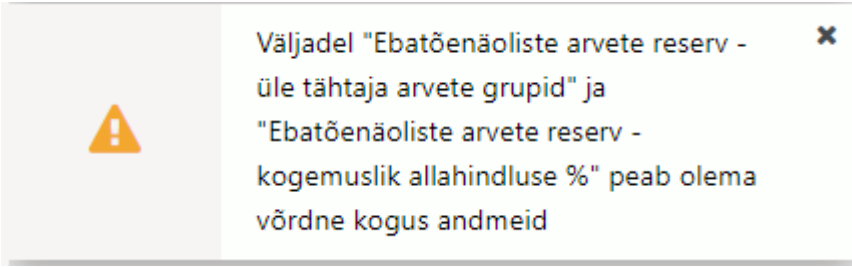 Väljadel "Ebatõenäoliste arvete reserv -
üle tähtaja arvete grupid" ja
"Ebatõenäoliste arvete reserv -
kogemuslik allahindluse %" peab olema
võrdne kogus andmeid